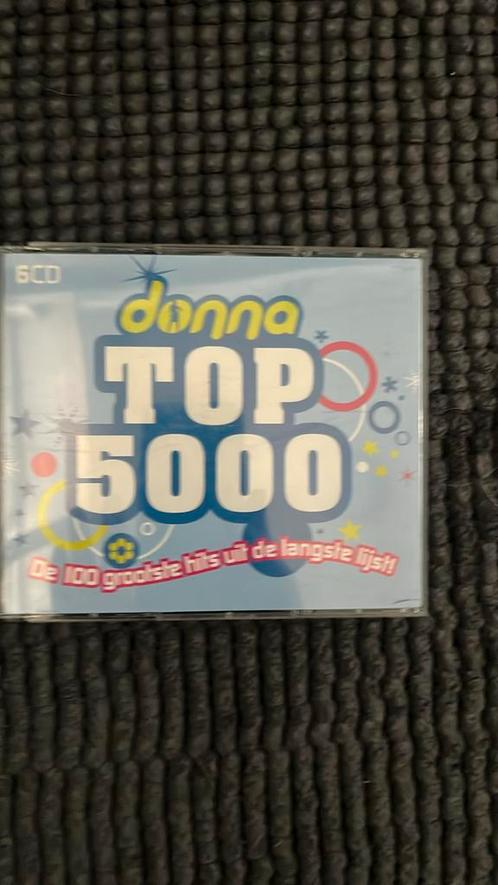 6CD
donna
TOP
5000
De 100 grootste hits uit de langste lijst!